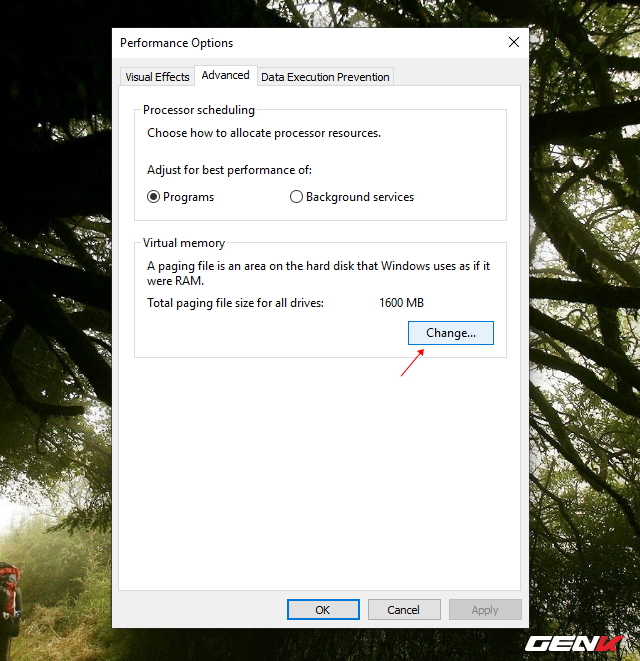 Performance Options
Visual Effects
Advanced
Data Execution Prevention
Processor scheduling
Choose how to allocate processor resources.
Adjust for best performance of:
Programs
Background services
Virtual memory
A paging file is an area on the hard disk that Windows uses as if it
were RAM.
Total paging file size for all drives: 1600 MB
Change...
OK
Cancel
Apply
GENK